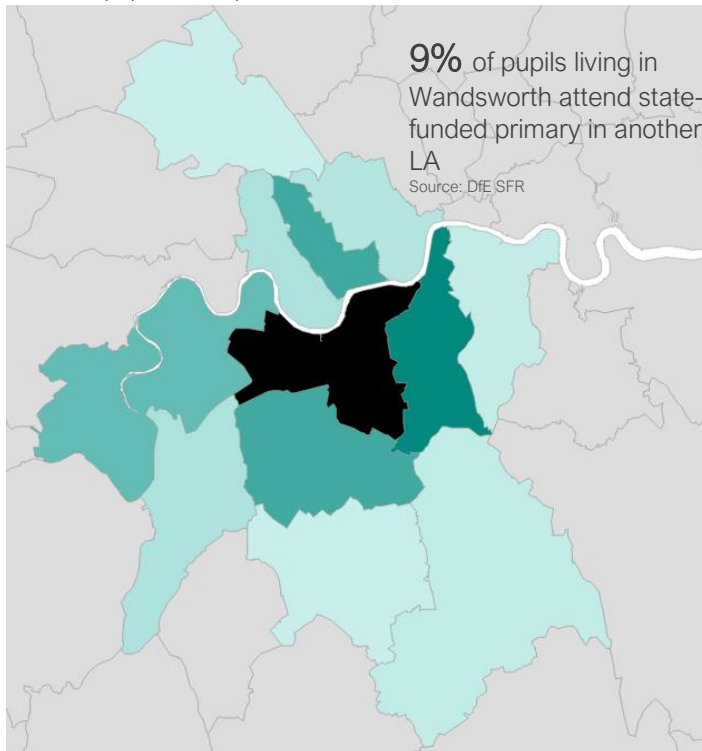 9% of pupils living in
Wandsworth attend state-
funded primary in another
LA
Source: DfE SFR